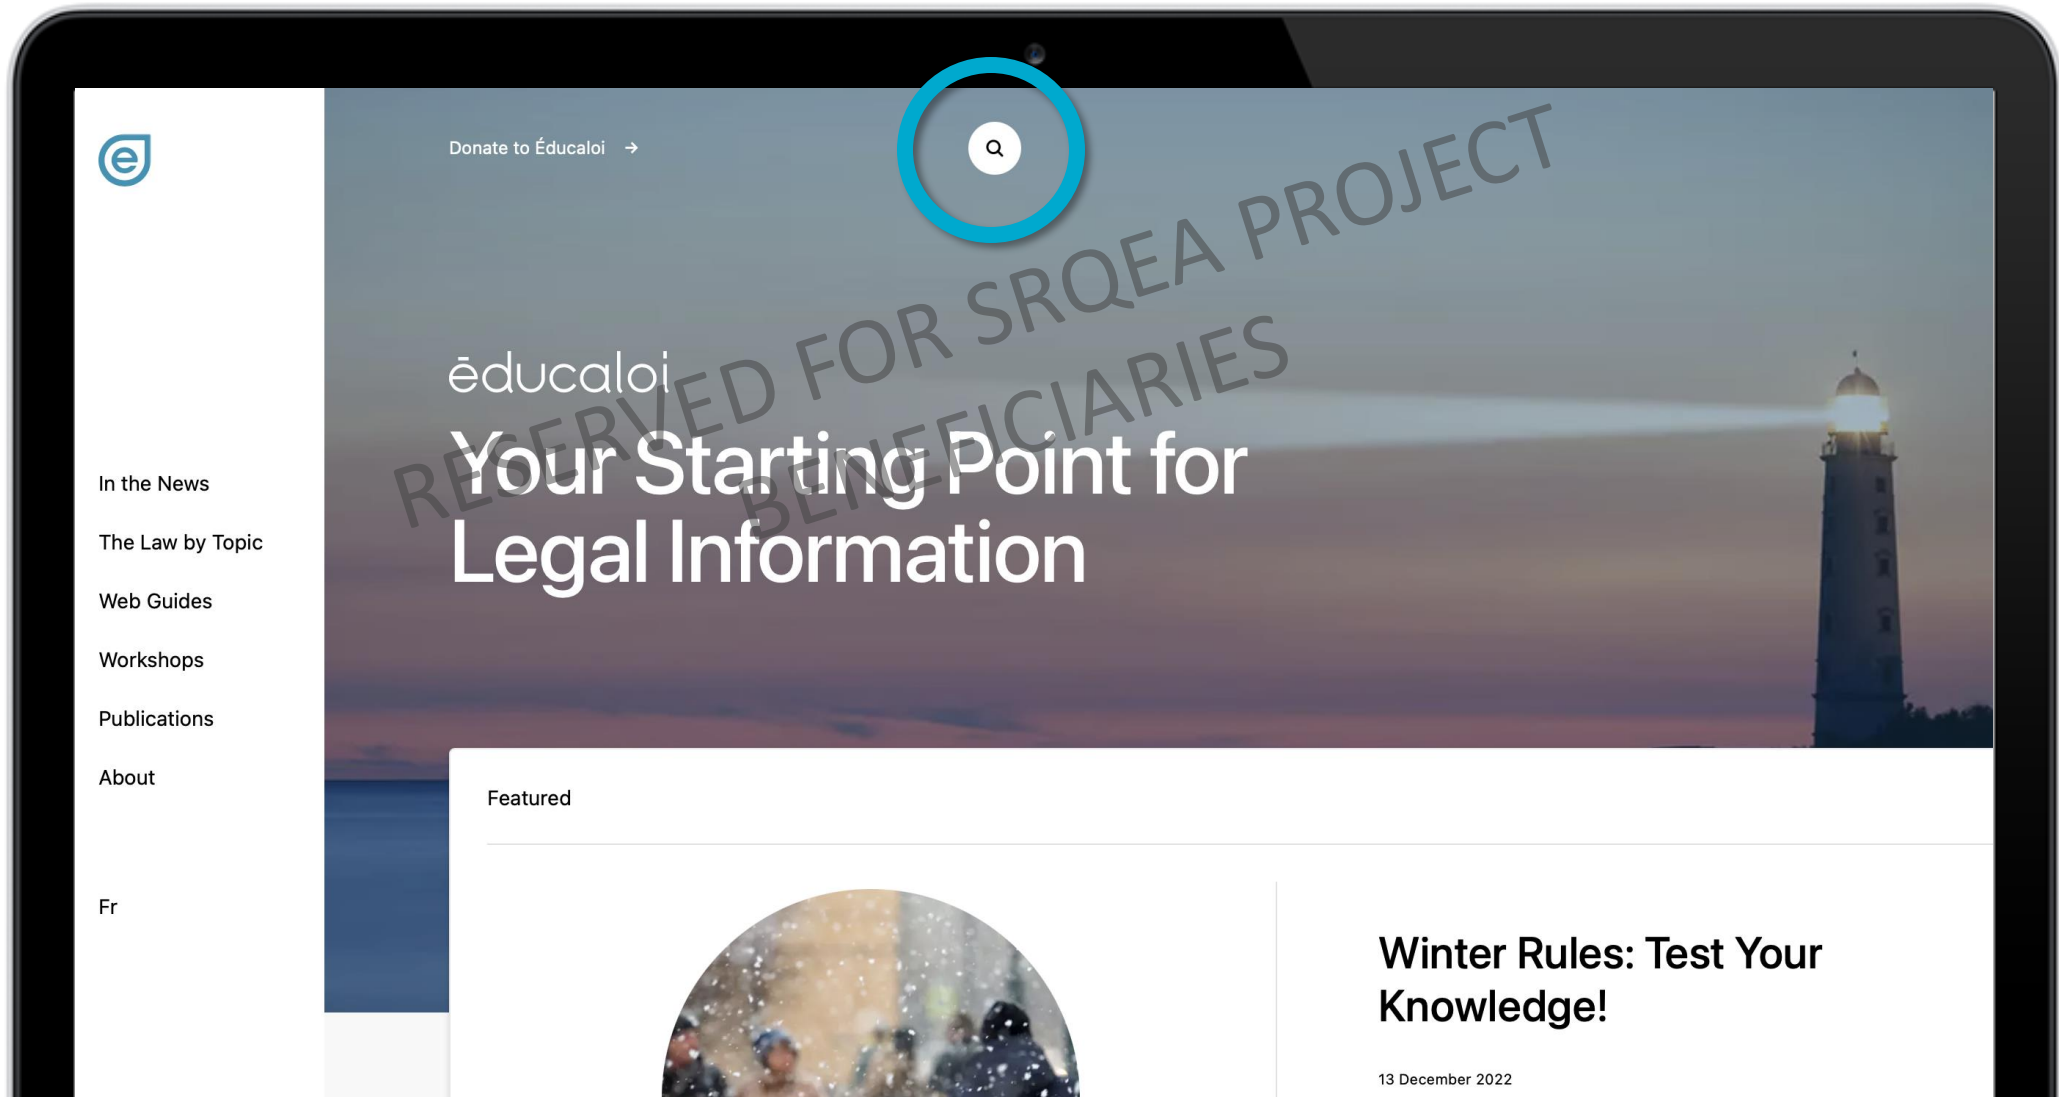 Donate to Éducaloi →
RESERVED FOR SRQEA PROJECT
BENEFICIARIES
ēducaloi
Your Starting Point for
Legal Information
e
In the News
The Law by Topic
Web Guides
Workshops
Publications
About
Fr
Featured
Winter Rules: Test Your
Knowledge!
13 December 2022